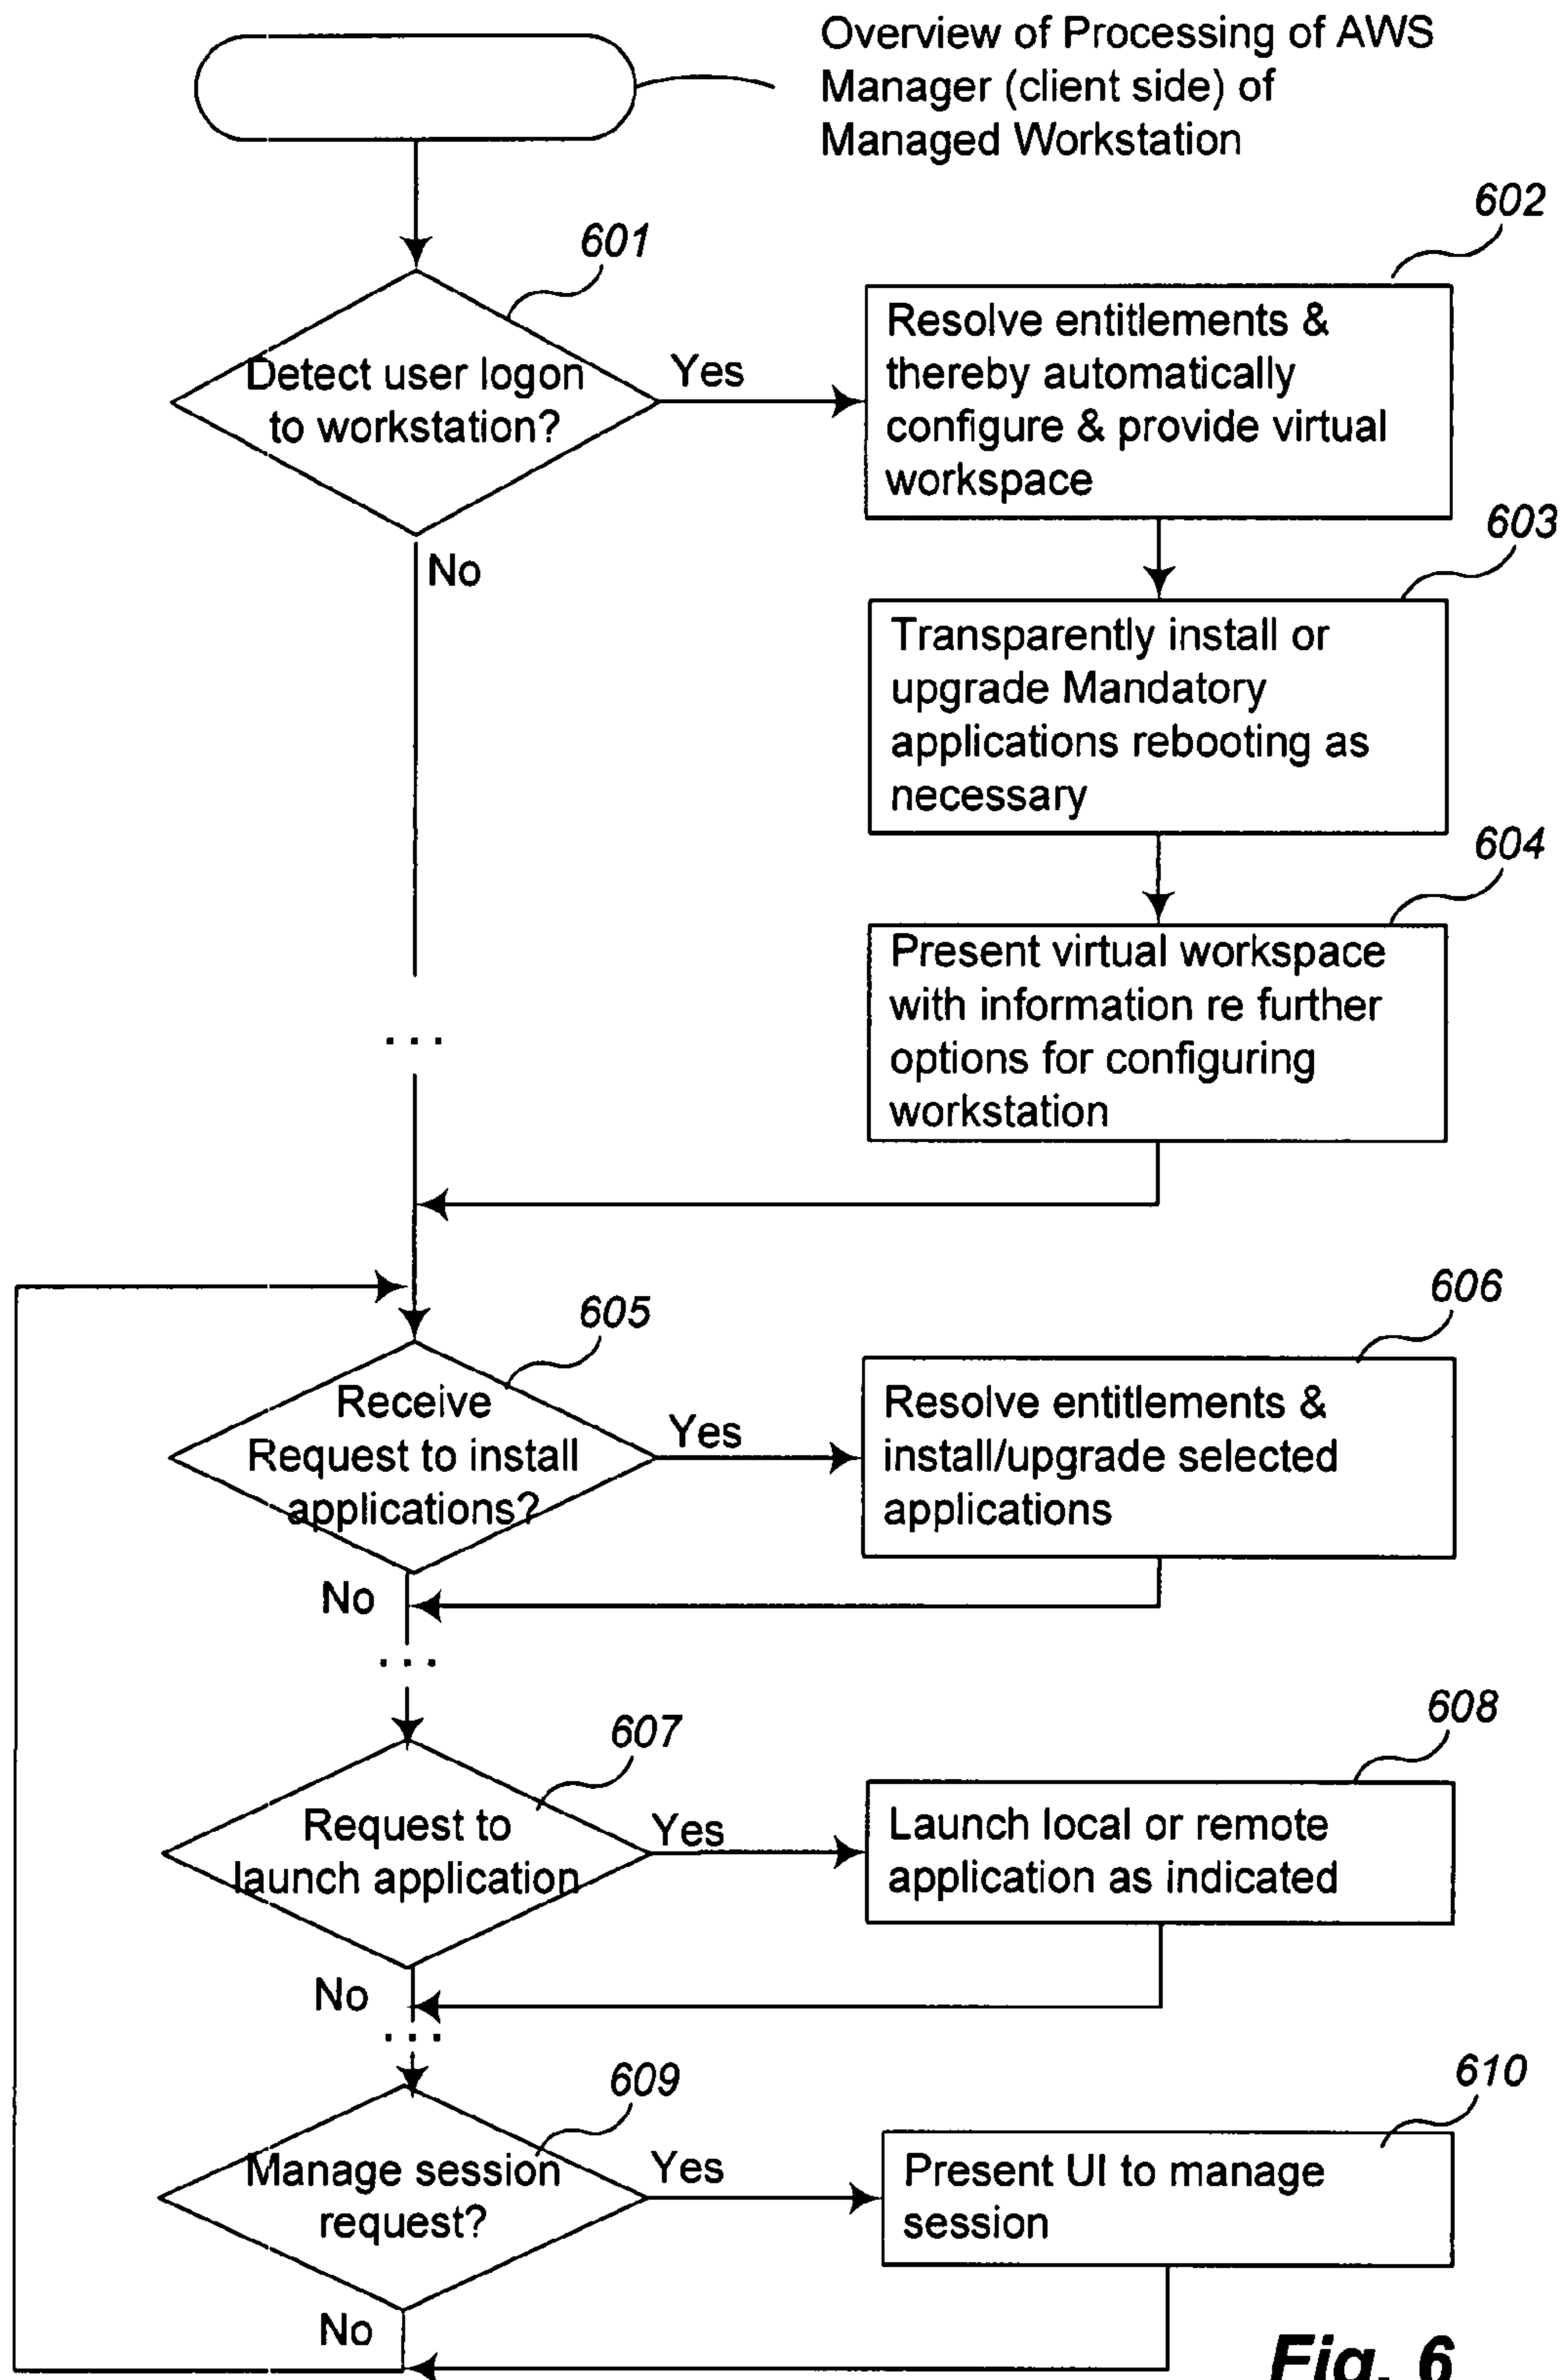 Overview of Processing of AWS
Manager (client side) of
Managed Workstation
601
602
Detect user logon
to workstation?
Yes
No
Resolve entitlements &
thereby automatically
configure & provide virtual
workspace
603
Transparently install or
upgrade Mandatory
applications rebooting as
necessary
604
Present virtual workspace
with information re further
options for configuring
workstation
...
605
606
Receive
Request to install
applications?
Yes
No
Resolve entitlements &
install/upgrade selected
applications
...
607
608
Request to
launch application
Yes
No
Launch local or remote
application as indicated
...
609
610
Manage session
request?
Yes
No
Present UI to manage
session
Fig. 6